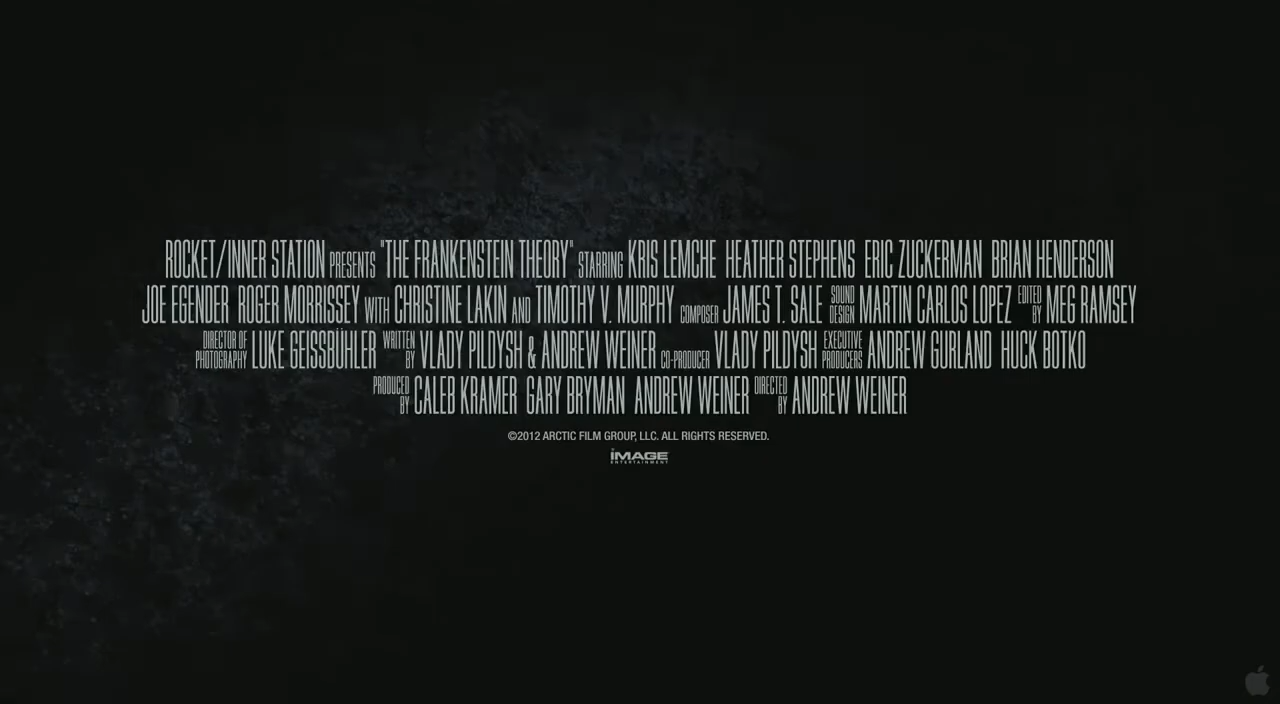 ROCKET/INNER STATION PRESENTS "THE FRANKENSTEIN THEORY" STARRING KRIS LEMCHE HEATHER STEPHENS ERIC ZUCKERMAN BRIAN HENDERSON
JOE EGENDER ROGER MORRISSEY WITH CHRISTINE LAKIN AND TIMOTHY V. MURPHY COMPOSER JAMES T. SALE SOUND DESIGN MARTIN CARLOS LOPEZ EDITED BY MEG RAMSEY
DIRECTOR OF PHOTOGRAPHY LUKE GEISSBÜHLER WRITTEN BY VLADY PILDYSH & ANDREW WEINER CO-PRODUCER VLADY PILDYSH EXECUTIVE PRODUCERS ANDREW GURLAND HUCK BOTKO
PRODUCED BY CALEB KRAMER GARY BRYMAN ANDREW WEINER DIRECTED BY ANDREW WEINER
©2012 ARCTIC FILM GROUP, LLC. ALL RIGHTS RESERVED.
IMAGE
ENTERTAINMENT